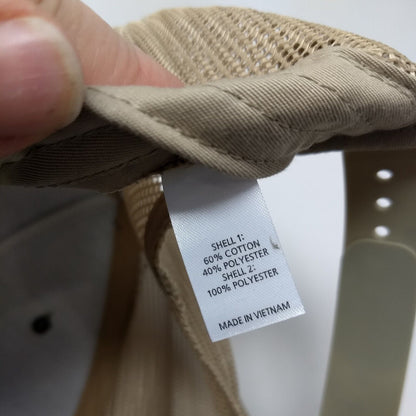 SHELL 1:
60% COTTON
40% POLYESTER
SHELL 2:
100% POLYESTER
MADE IN VIETNAM